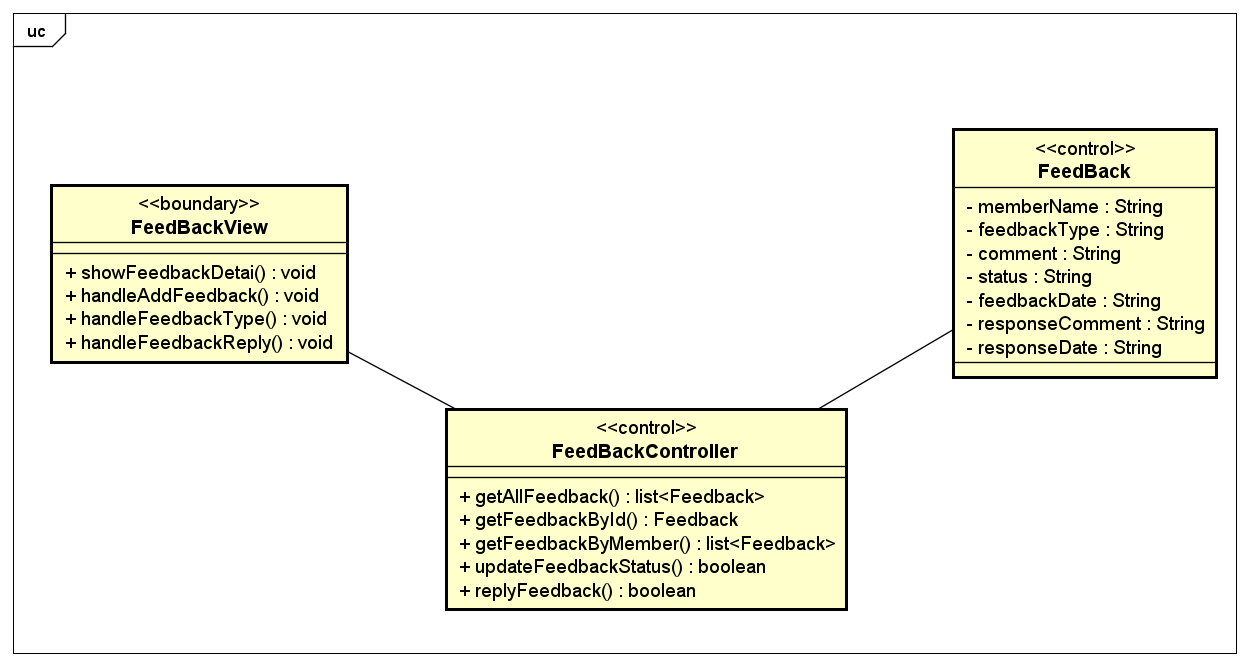 uc
<<boundary>>
FeedBackView
+ showFeedbackDetai() : void
+ handleAddFeedback() : void
+ handleFeedbackType() : void
+ handleFeedbackReply() : void
<<control>>
FeedBack
- memberName : String
- feedbackType : String
- comment : String
- status : String
- feedbackDate : String
- responseComment : String
- responseDate : String
<<control>>
FeedBackController
+ getAllFeedback() : list<Feedback>
+ getFeedbackById() : Feedback
+ getFeedbackByMember() : list<Feedback>
+ updateFeedbackStatus() : boolean
+ replyFeedback() : boolean